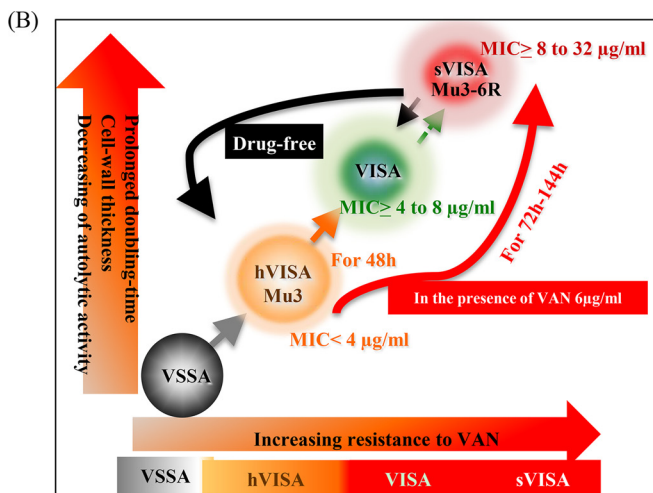 (B)
MIC≥ 8 to 32 µg/ml
sVISA
Mu3-6R
Drug-free
VISA
MIC≥ 4 to 8 µg/ml
Prolonged doubling-time
Cell-wall thickness
Decreasing of autolytic activity
For 72h-144h
hVISA
Mu3
For 48h
In the presence of VAN 6µg/ml
MIC< 4 µg/ml
VSSA
Increasing resistance to VAN
VSSA hVISA VISA sVISA